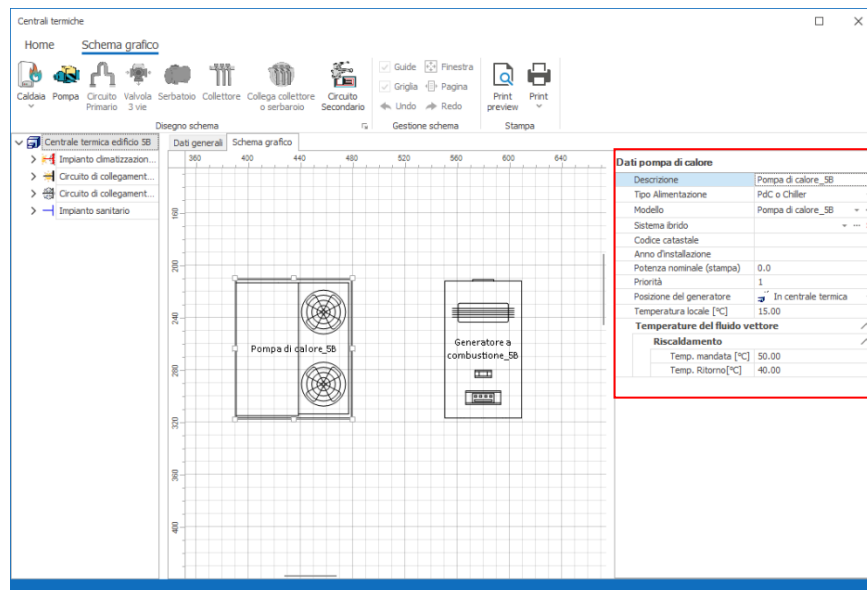 Centrali termiche
Home Schema grafico
Caldaia Pompa Circuito Primario Valvola 3 vie Serbatoio Collettore Collega collettore o serbaroio Circuito Secondario
Guide Finestra
Griglia Pagina
Undo Redo
Print preview Print
Disegno schema Gestione schema Stampa
Centrale termica edificio 5B
Impianto climatizzazion...
Circuito di collegament...
Circuito di collegament...
Impianto sanitario
Dati generali Schema grafico
360 400 440 480 520 560 600 640
160
200
240
280
320
360
400
Pompa di calore_5B
Generatore a
combustione_5B
Dati pompa di calore
Descrizione Pompa di calore_5B
Tipo Alimentazione PdC o Chiller
Modello Pompa di calore_5B
Sistema ibrido
Codice catastale
Anno d'installazione
Potenza nominale (stampa) 0.0
Priorità 1
Posizione del generatore In centrale termica
Temperatura locale [°C] 15.00
Temperature del fluido vettore
Riscaldamento
Temp. mandata [°C] 50.00
Temp. Ritorno[°C] 40.00